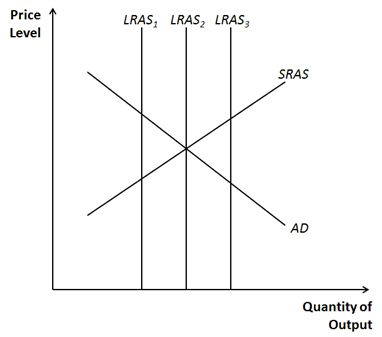 Price
Level
LRAS1 LRAS2 LRAS3
SRAS
AD
Quantity of
Output